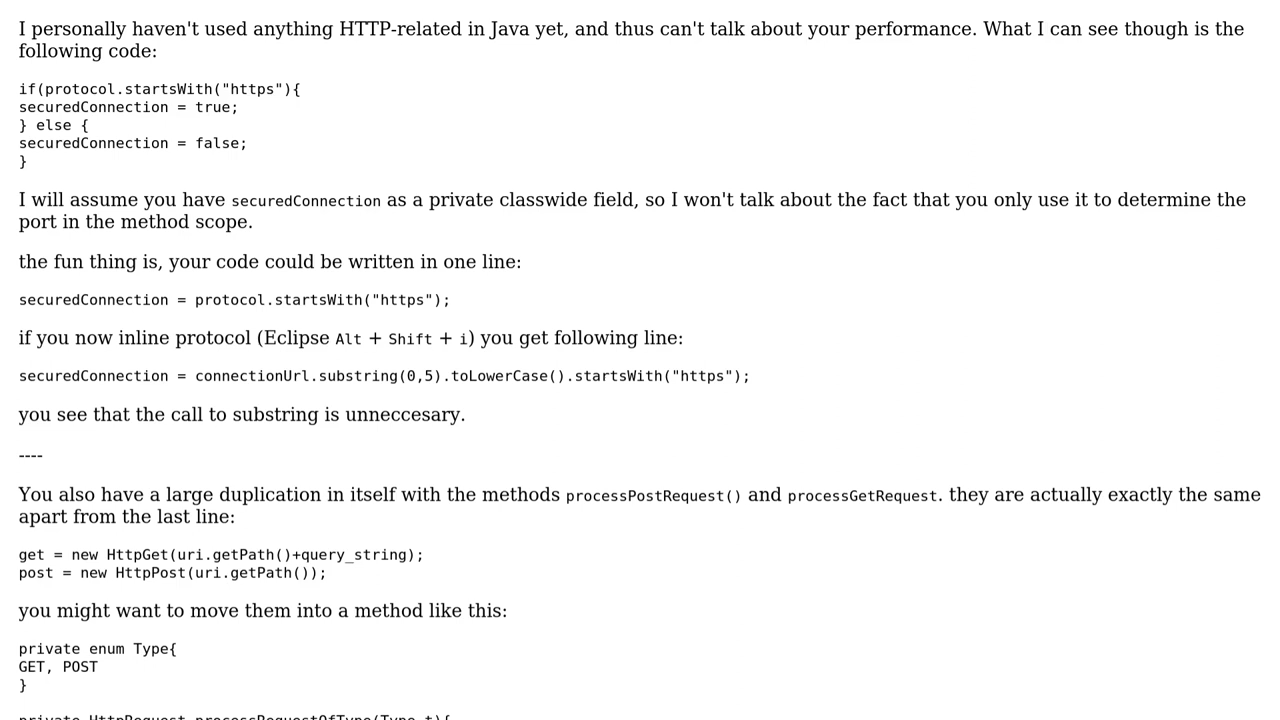 I personally haven't used anything HTTP-related in Java yet, and thus can't talk about your performance. What I can see though is the
following code:
if(protocol.startsWith("https"){
securedConnection = true;
} else {
securedConnection = false;
}
I will assume you have securedConnection as a private classwide field, so I won't talk about the fact that you only use it to determine the
port in the method scope.
the fun thing is, your code could be written in one line:
securedConnection = protocol.startsWith("https");
if you now inline protocol (Eclipse Alt + Shift + i) you get following line:
securedConnection = connectionUrl.substring(0,5).toLowerCase().startsWith("https");
you see that the call to substring is unneccesary.
----
You also have a large duplication in itself with the methods processPostRequest() and processGetRequest. they are actually exactly the same
apart from the last line:
get = new HttpGet(uri.getPath()+query_string);
post = new HttpPost(uri.getPath());
you might want to move them into a method like this:
private enum Type{
GET, POST
}
private HttpRequest processRequestOfType(Type t){